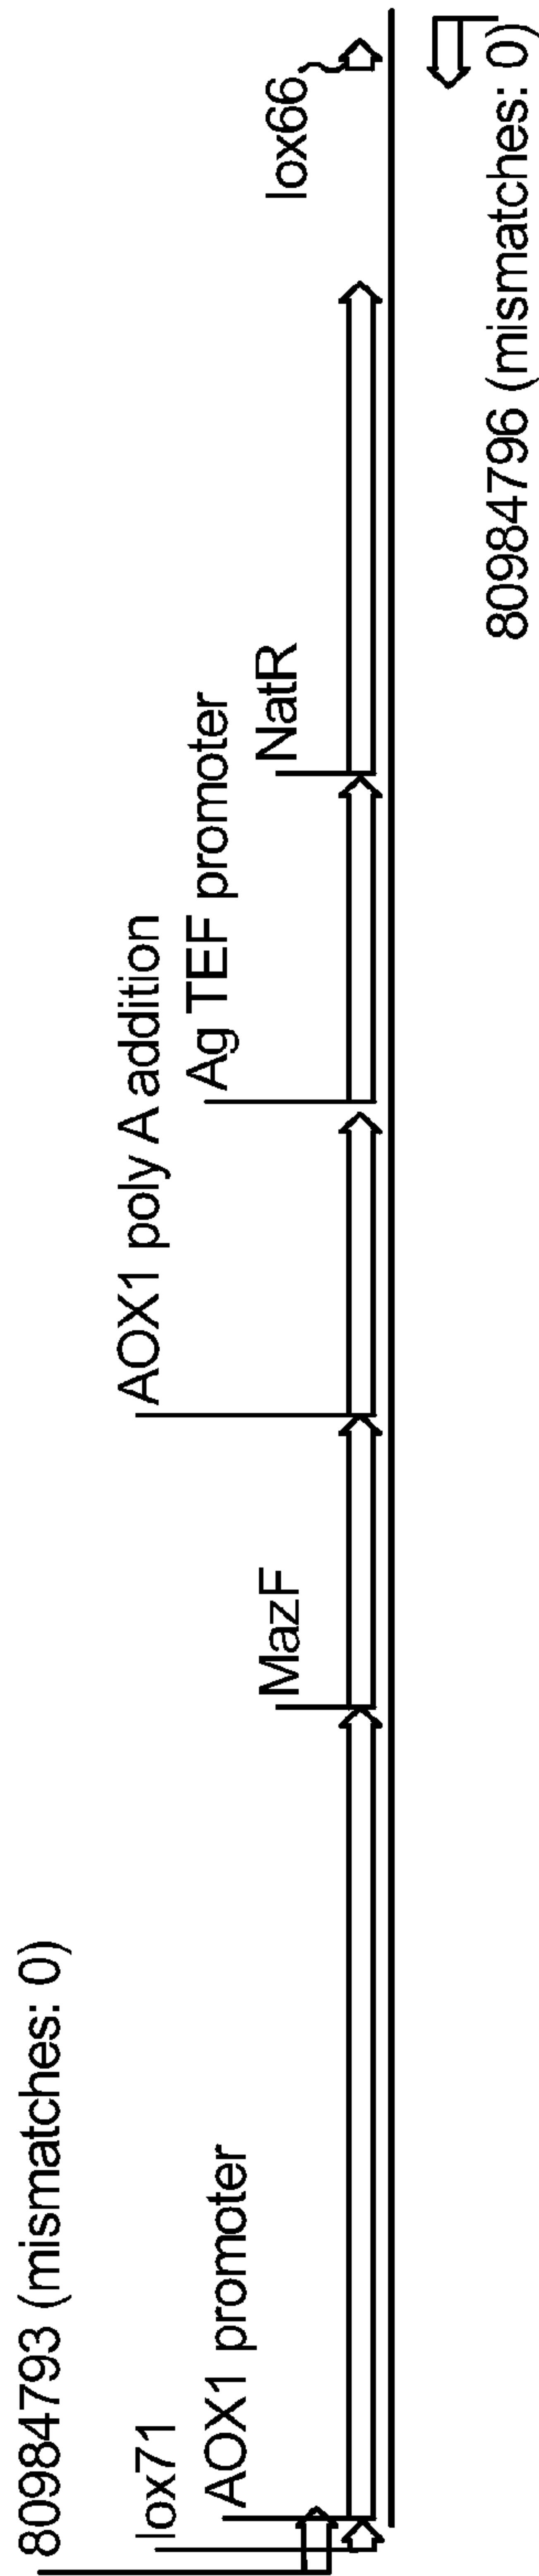 80984793 (mismatches: 0)
lox71
AOX1 promoter
MazF
AOX1 poly A addition
Ag TEF promoter
NatR
lox66
80984796 (mismatches: 0)